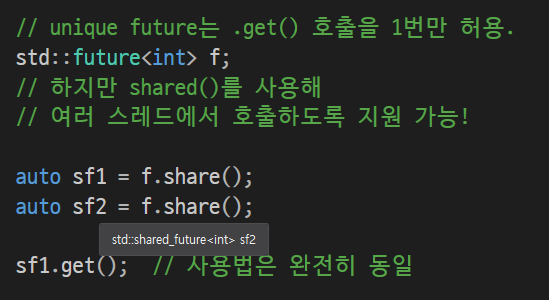 // unique future는 .get() 호출을 1번만 허용.
std::future<int> f;
// 하지만 shared()를 사용해
// 여러 스레드에서 호출하도록 지원 가능!
auto sf1 = f.share();
auto sf2 = f.share();
std::shared_future<int> sf2
sf1.get();  // 사용법은 완전히 동일